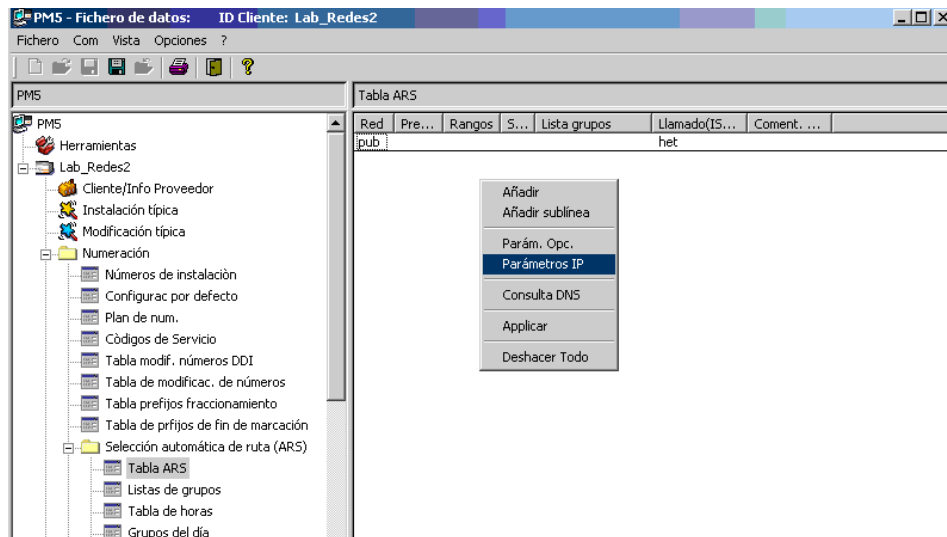 PM5 - Fichero de datos: ID Cliente: Lab_Redes2
Fichero Com Vista Opciones ?
PM5
Tabla ARS
PM5
Herramientas
Lab_Redes2
Cliente/Info Proveedor
Instalación típica
Modificación típica
Numeración
Números de instalaciòn
Configurac por defecto
Plan de num.
Còdigos de Servicio
Tabla modif. números DDI
Tabla de modificac. de números
Tabla prefijos fraccionamiento
Tabla de prfijos de fin de marcación
Selección automática de ruta (ARS)
Tabla ARS
Listas de grupos
Tabla de horas
Grupos del día
Red Pre... Rangos S... Lista grupos Llamado(IS... Coment. ...
pub het
Añadir
Añadir sublínea
Parám. Opc.
Parámetros IP
Consulta DNS
Applicar
Deshacer Todo